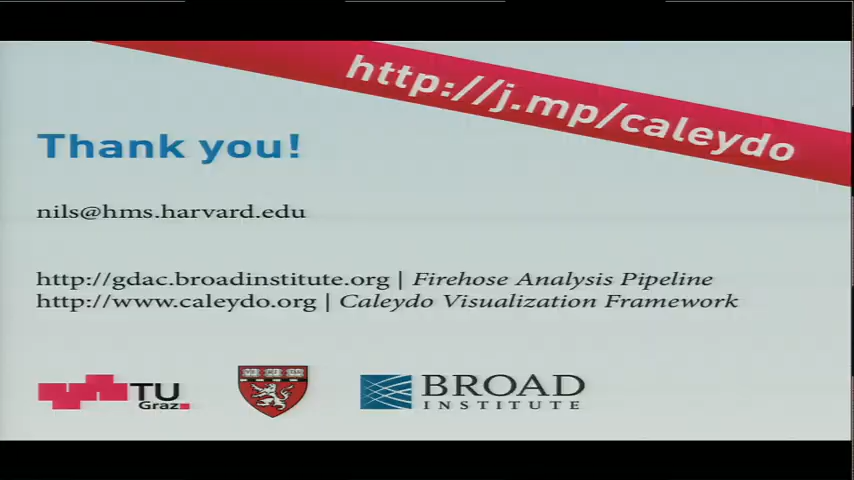 http://j.mp/caleydo
Thank you!
nils@hms.harvard.edu
http://gdac.broadinstitute.org | Firehose Analysis Pipeline
http://www.caleydo.org | Caleydo Visualization Framework
TU
Graz
BROAD
INSTITUTE